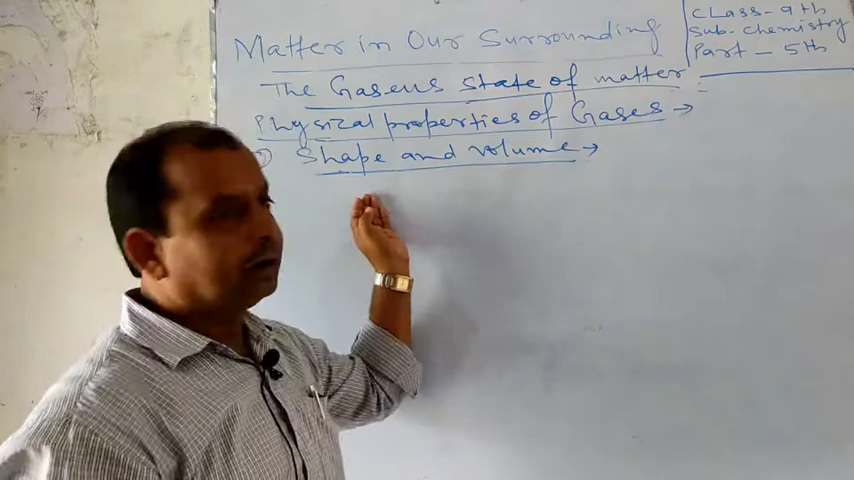 Matter in Our Surrounding
CLASS-9th
Sub-Chemistry
Part - 5th
The Gaseus state of matter
Physical properties of Gases →
① Shape and volume →